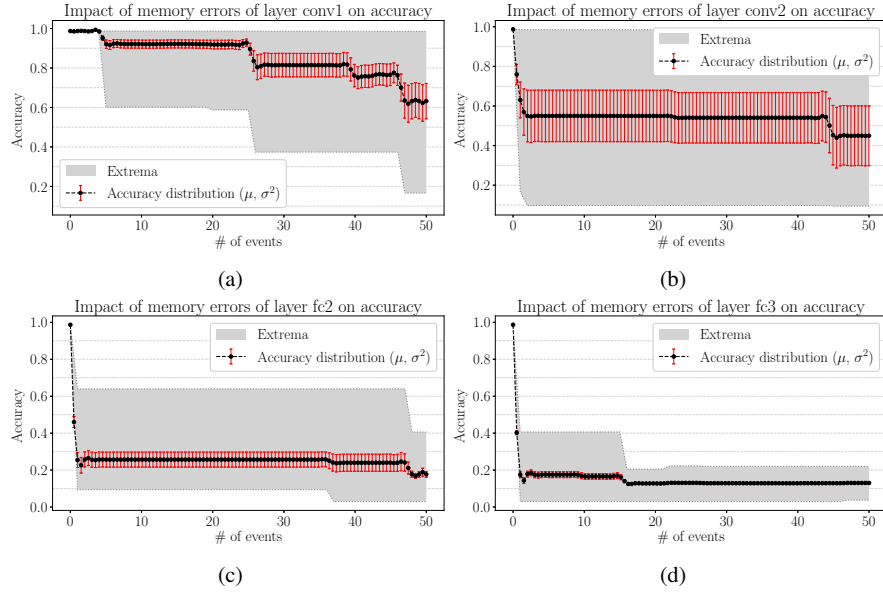 Impact of memory errors of layer conv1 on accuracy
1.0
0.8
0.6
0.4
0.2
Accuracy
Extrema
Accuracy distribution (μ, σ²)
0 10 20 30 40 50
# of events
(a)
Impact of memory errors of layer conv2 on accuracy
1.0
0.8
0.6
0.4
0.2
Accuracy
Extrema
Accuracy distribution (μ, σ²)
0 10 20 30 40 50
# of events
(b)
Impact of memory errors of layer fc2 on accuracy
1.0
0.8
0.6
0.4
0.2
0.0
Accuracy
Extrema
Accuracy distribution (μ, σ²)
0 10 20 30 40 50
# of events
(c)
Impact of memory errors of layer fc3 on accuracy
1.0
0.8
0.6
0.4
0.2
0.0
Accuracy
Extrema
Accuracy distribution (μ, σ²)
0 10 20 30 40 50
# of events
(d)